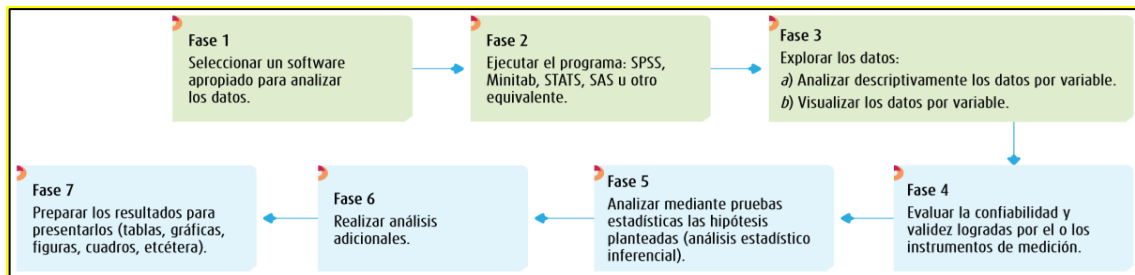 Fase 1
Seleccionar un software
apropiado para analizar
los datos.
Fase 2
Ejecutar el programa: SPSS,
Minitab, STATS, SAS u otro
equivalente.
Fase 3
Explorar los datos:
a) Analizar descriptivamente los datos por variable.
b) Visualizar los datos por variable.
Fase 4
Evaluar la confiabilidad y
validez logradas por el o los
instrumentos de medición.
Fase 5
Analizar mediante pruebas
estadísticas las hipótesis
planteadas (análisis estadístico
inferencial).
Fase 6
Realizar análisis
adicionales.
Fase 7
Preparar los resultados para
presentarlos (tablas, gráficas,
figuras, cuadros, etcétera).